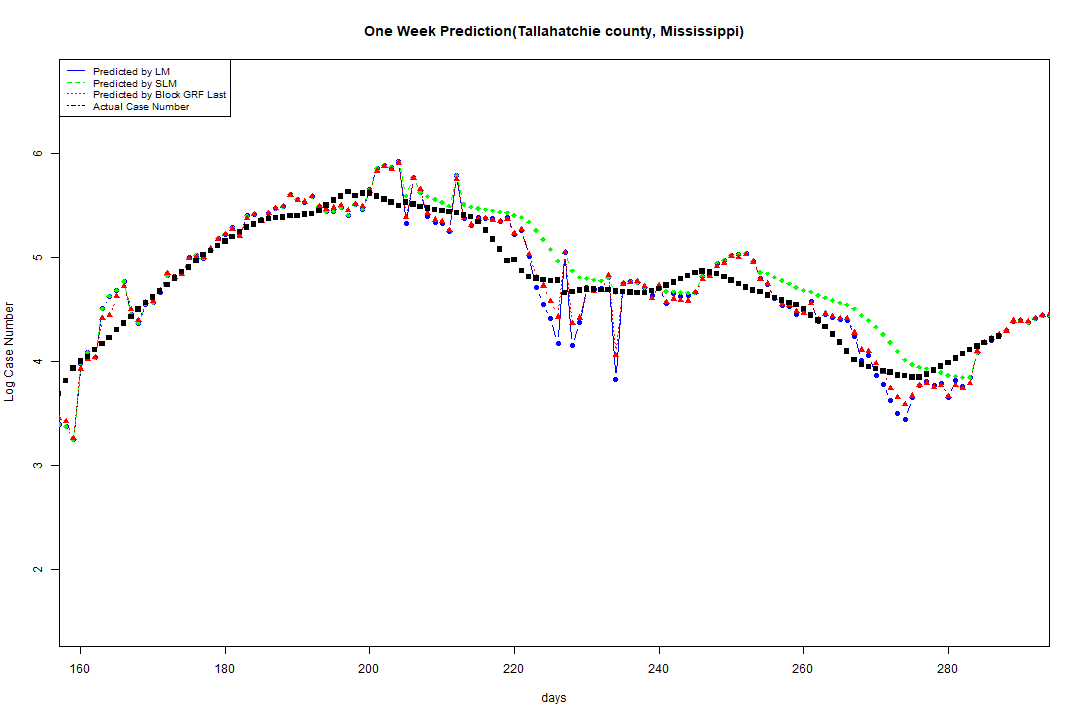 One Week Prediction(Tallahatchie county, Mississippi)
Predicted by LM
Predicted by SLM
Predicted by Block GRF Last
Actual Case Number
6
5
4
3
2
Log Case Number
160 180 200 220 240 260 280
days